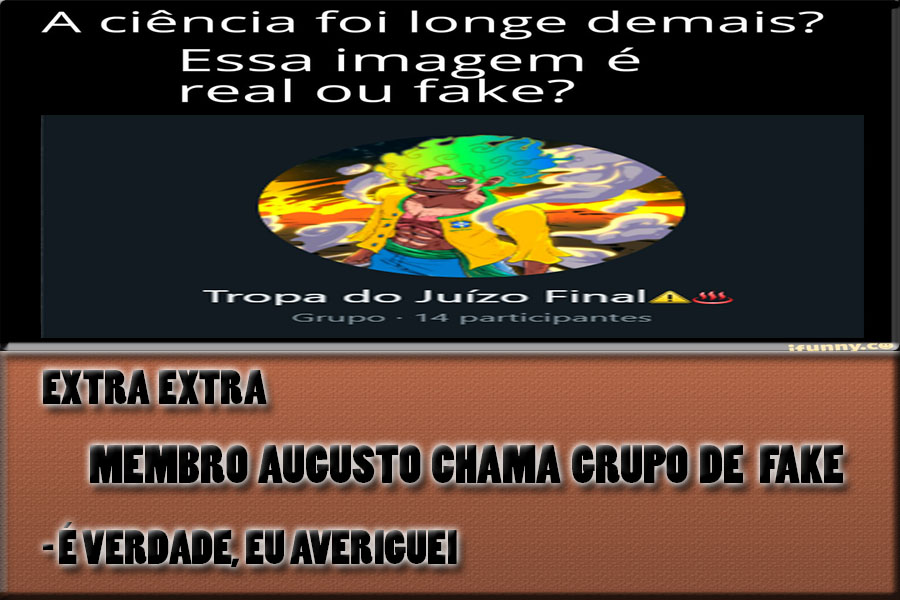 A ciência foi longe demais?
Essa imagem é
real ou fake?
Tropa do Juízo Final⚠️♨️
Grupo · 14 participantes
ifunny.co
EXTRA EXTRA
MEMBRO AUGUSTO CHAMA GRUPO DE FAKE
- É VERDADE, EU AVERIGUEI